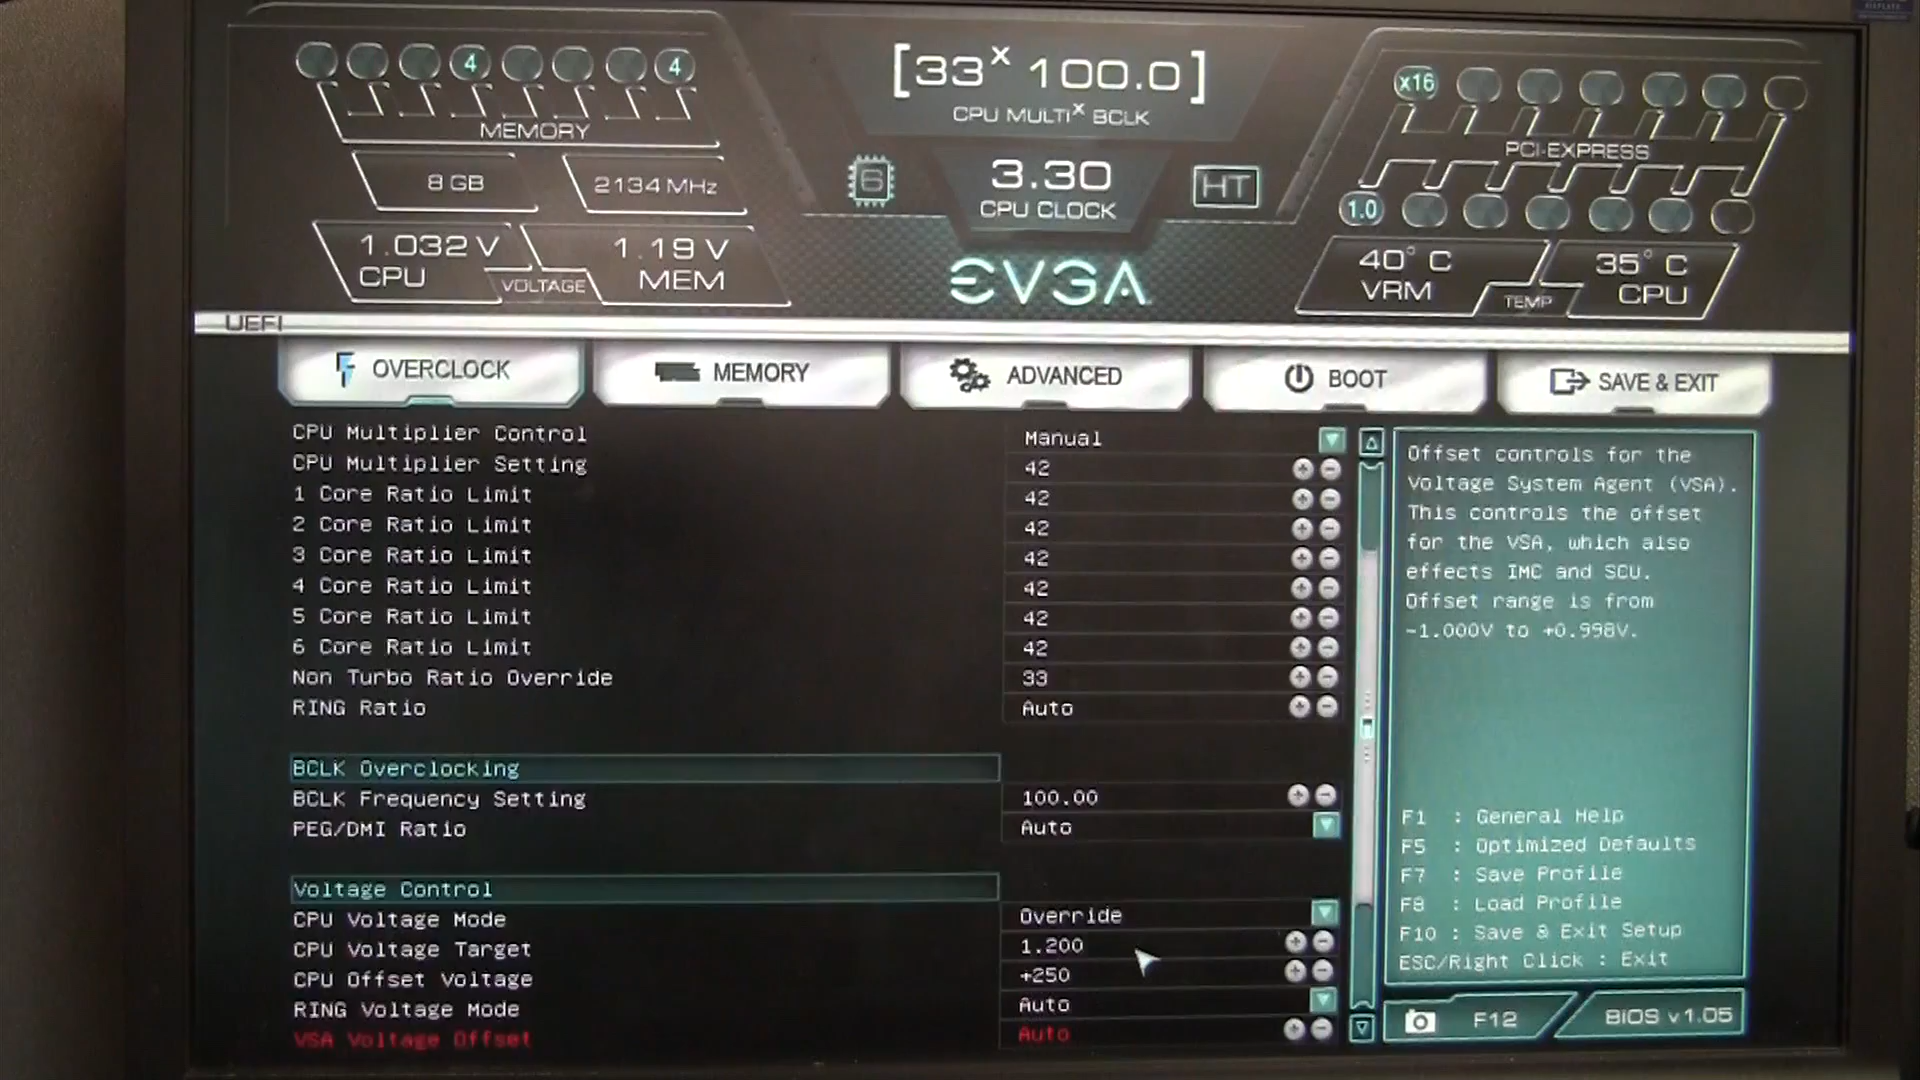 4 4
MEMORY
8 GB 2134 MHz
1.032 V CPU
VOLTAGE
1.19 V MEM
[33x 100.0]
CPU MULTIx BCLK
6
3.30
CPU CLOCK
HT
EVGA
x16
PCI-EXPRESS
1.0
40° C VRM
TEMP
35° C CPU
UEFI
OVERCLOCK MEMORY ADVANCED BOOT SAVE & EXIT
CPU Multiplier Control Manual
CPU Multiplier Setting 42
1 Core Ratio Limit 42
2 Core Ratio Limit 42
3 Core Ratio Limit 42
4 Core Ratio Limit 42
5 Core Ratio Limit 42
6 Core Ratio Limit 42
Non Turbo Ratio Override 33
RING Ratio Auto
BCLK Overclocking
BCLK Frequency Setting 100.00
PEG/DMI Ratio Auto
Voltage Control
CPU Voltage Mode Override
CPU Voltage Target 1.200
CPU Offset Voltage +250
RING Voltage Mode Auto
VSA Voltage Offset Auto
Offset controls for the
Voltage System Agent (VSA).
This controls the offset
for the VSA, which also
effects IMC and SCU.
Offset range is from
-1.000V to +0.998V.
F1 : General Help
F5 : Optimized Defaults
F7 : Save Profile
F8 : Load Profile
F10 : Save & Exit Setup
ESC/Right Click : Exit
F12 BIOS v1.05